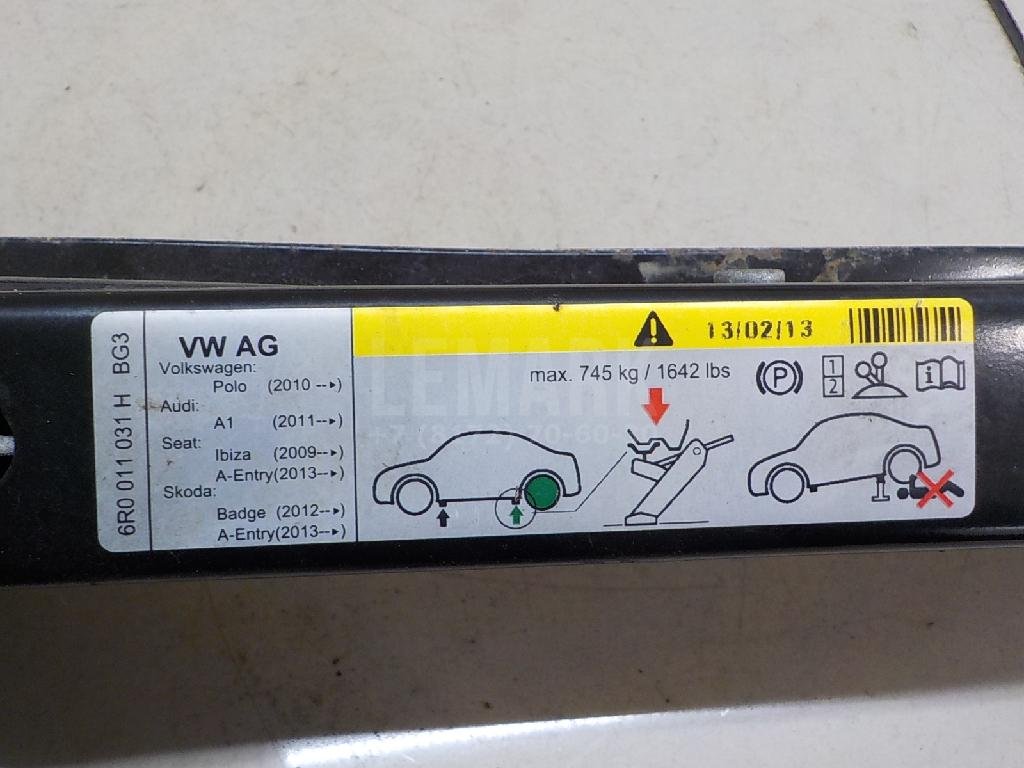 6R0 011 031 H BG3
VW AG
Volkswagen:
Polo (2010--▸)
Audi:
A1 (2011--▸)
Seat:
Ibiza (2009--▸)
A-Entry(2013--▸)
Skoda:
Badge (2012--▸)
A-Entry(2013--▸)
13/02/13
max. 745 kg / 1642 lbs
P
1
2
i